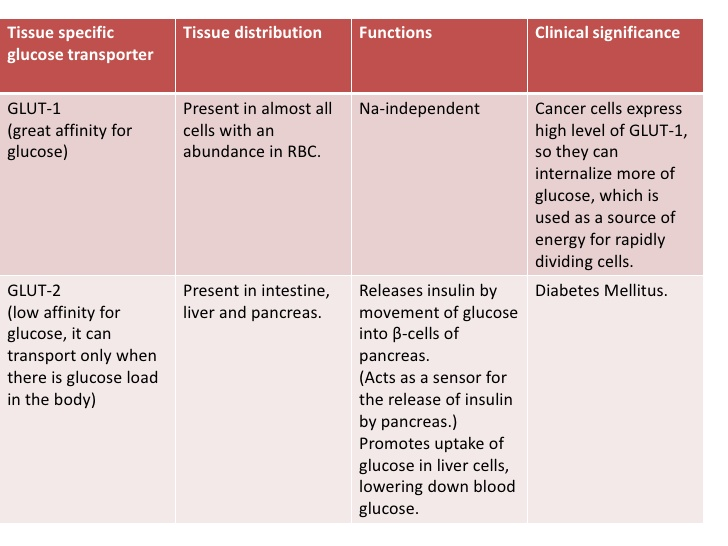 Tissue specific
glucose transporter
Tissue distribution
Functions
Clinical significance
GLUT-1
(great affinity for
glucose)
Present in almost all
cells with an
abundance in RBC.
Na-independent
Cancer cells express
high level of GLUT-1,
so they can
internalize more of
glucose, which is
used as a source of
energy for rapidly
dividing cells.
GLUT-2
(low affinity for
glucose, it can
transport only when
there is glucose load
in the body)
Present in intestine,
liver and pancreas.
Releases insulin by
movement of glucose
into β-cells of
pancreas.
(Acts as a sensor for
the release of insulin
by pancreas.)
Promotes uptake of
glucose in liver cells,
lowering down blood
glucose.
Diabetes Mellitus.